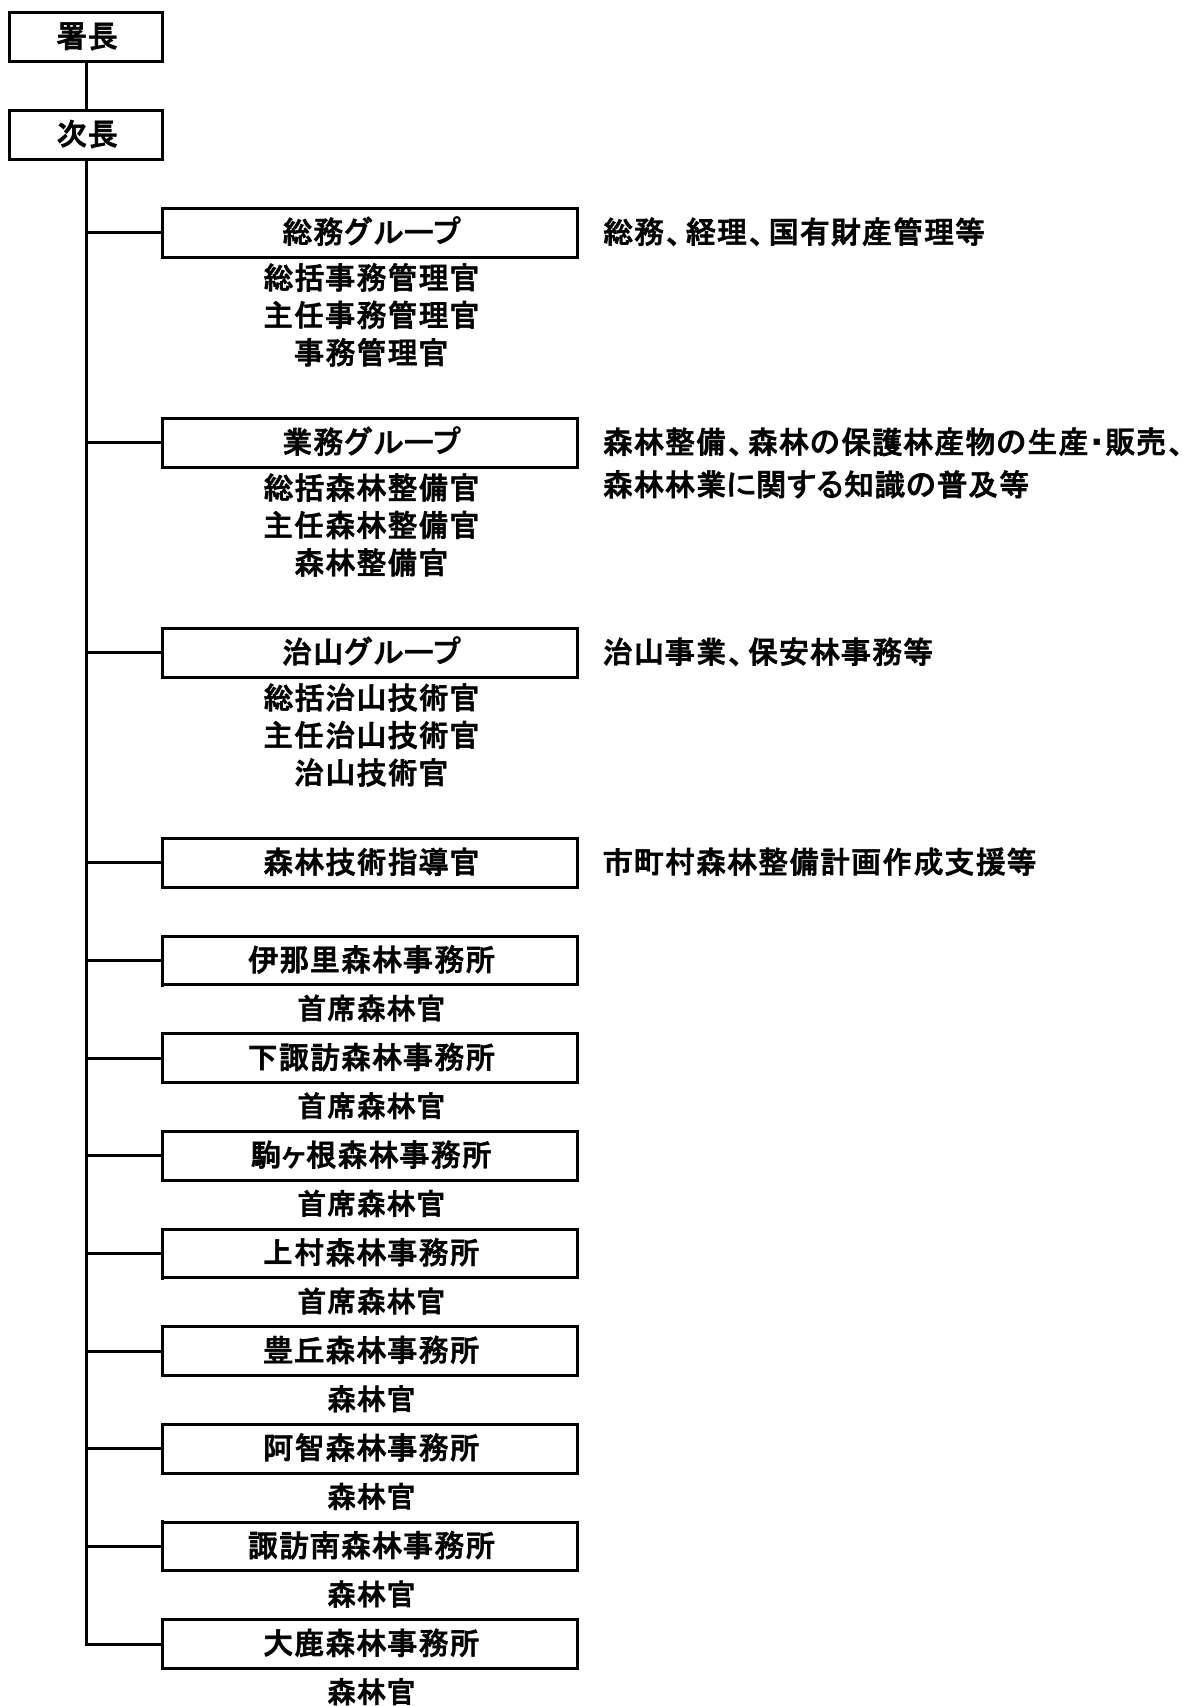 署長
次長
総務グループ
総務、経理、国有財産管理等
総括事務管理官
主任事務管理官
事務管理官
業務グループ
森林整備、森林の保護林産物の生産・販売、
森林林業に関する知識の普及等
総括森林整備官
主任森林整備官
森林整備官
治山グループ
治山事業、保安林事務等
総括治山技術官
主任治山技術官
治山技術官
森林技術指導官
市町村森林整備計画作成支援等
伊那里森林事務所
首席森林官
下諏訪森林事務所
首席森林官
駒ヶ根森林事務所
首席森林官
上村森林事務所
首席森林官
豊丘森林事務所
森林官
阿智森林事務所
森林官
諏訪南森林事務所
森林官
大鹿森林事務所
森林官